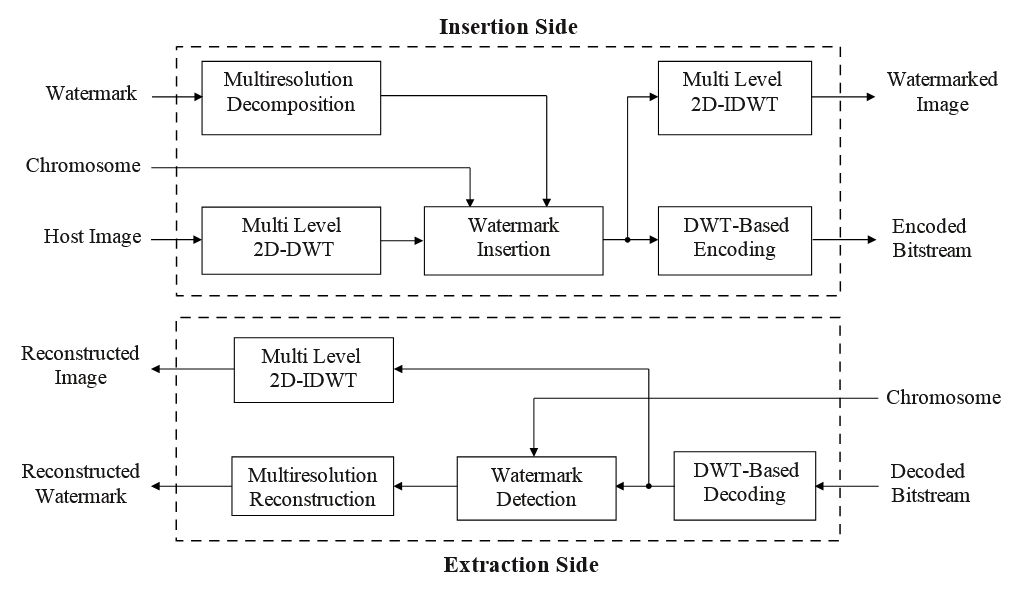 Insertion Side
Watermark
Multiresolution
Decomposition
Multi Level
2D-IDWT
Watermarked
Image
Chromosome
Host Image
Multi Level
2D-DWT
Watermark
Insertion
DWT-Based
Encoding
Encoded
Bitstream
Reconstructed
Image
Multi Level
2D-IDWT
Chromosome
Reconstructed
Watermark
Multiresolution
Reconstruction
Watermark
Detection
DWT-Based
Decoding
Decoded
Bitstream
Extraction Side